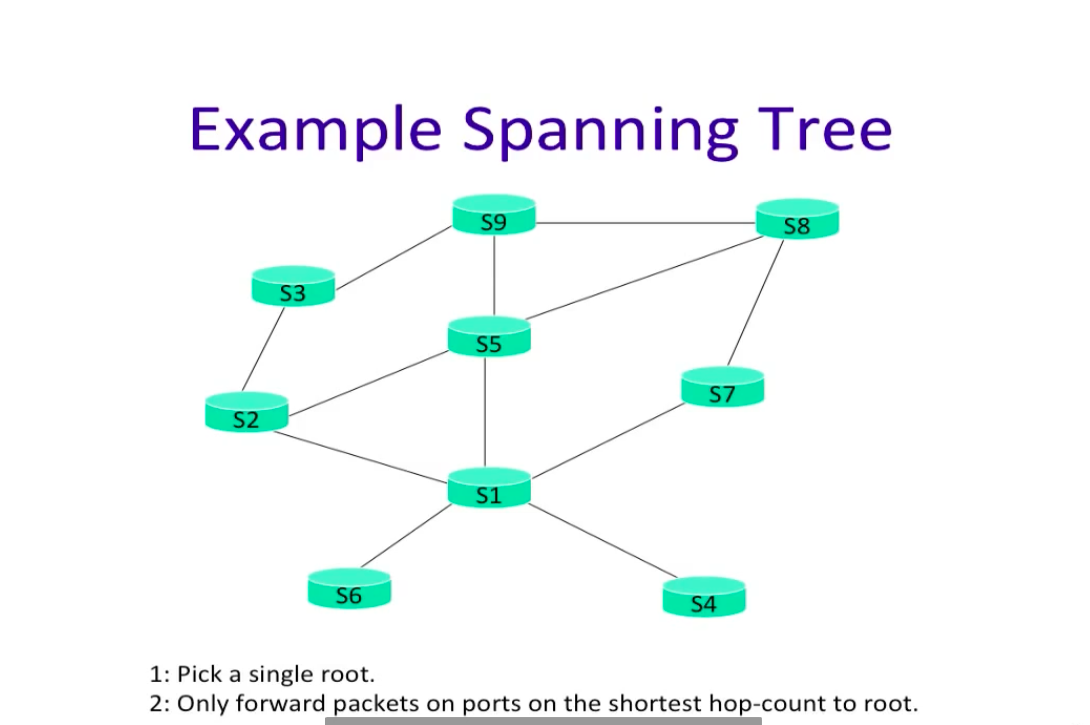 Example Spanning Tree
S9
S8
S3
S5
S7
S2
S1
S6
S4
1: Pick a single root.
2: Only forward packets on ports on the shortest hop-count to root.